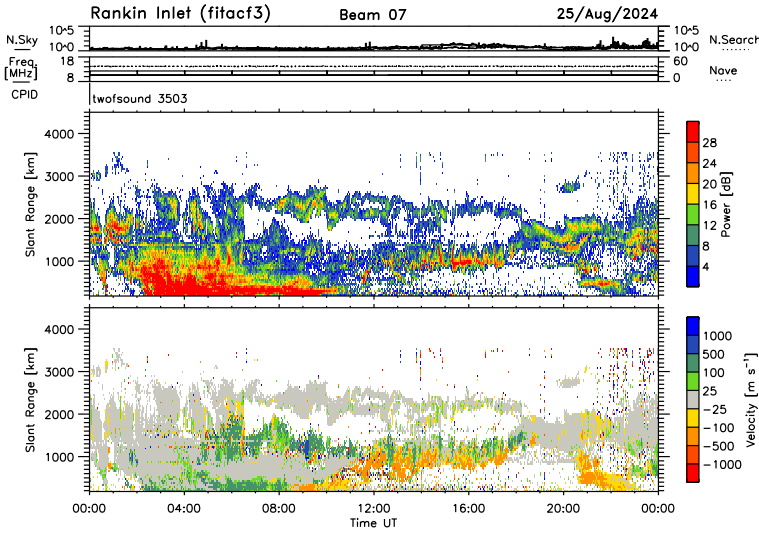 Rankin Inlet (fitacf3) Beam 07 25/Aug/2024
N.Sky 10^5 10^0 10^5 10^0 N.Search
Freq. [MHz] 18 8 60 0 Nave
CPID twofsound 3503
Slant Range [km] 4000 3000 2000 1000
28 24 20 16 12 8 4 Power [dB]
Slant Range [km] 4000 3000 2000 1000
1000 500 100 25 −25 −100 −500 −1000 Velocity [m s⁻¹]
00:00 04:00 08:00 12:00 16:00 20:00 00:00
Time UT